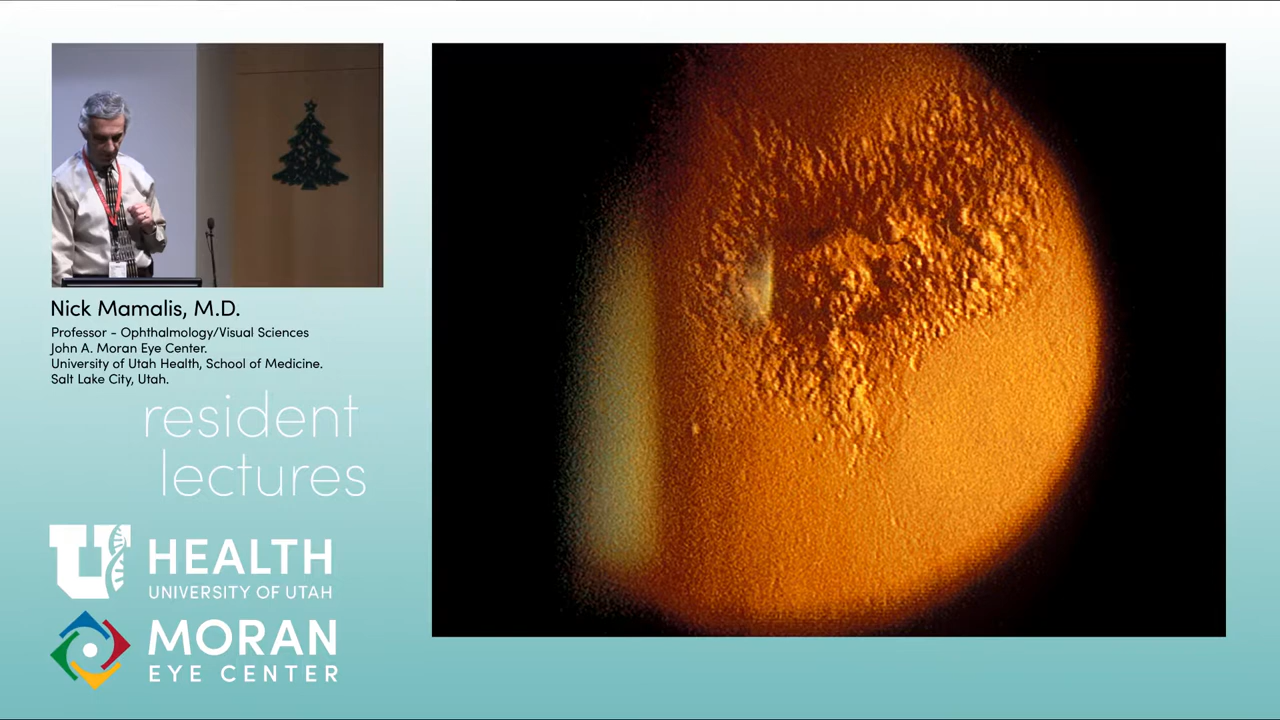 Nick Mamalis, M.D.
Professor - Ophthalmology/Visual Sciences
John A. Moran Eye Center.
University of Utah Health, School of Medicine.
Salt Lake City, Utah.
resident
lectures
U HEALTH
UNIVERSITY OF UTAH
MORAN
EYE CENTER